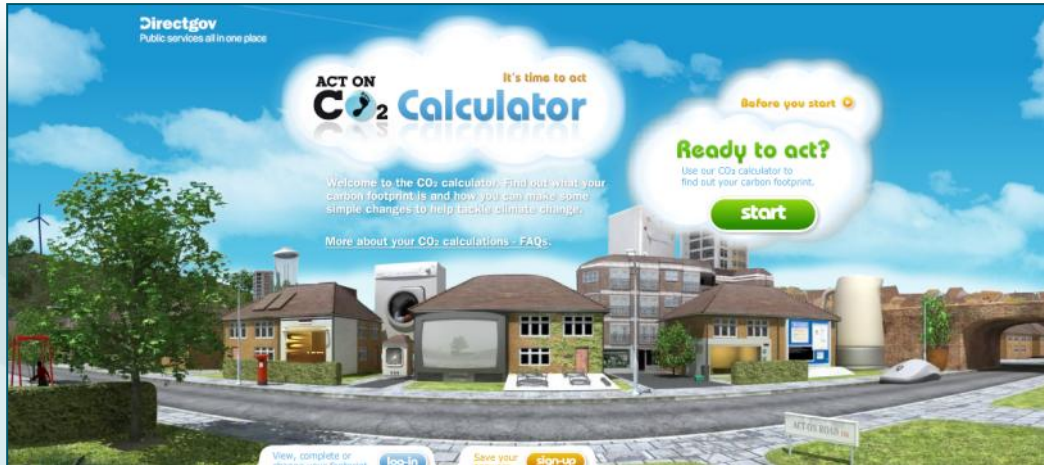 Directgov
Public services all in one place
It's time to act
ACT ON
CO2 Calculator
Welcome to the CO₂ calculator. Find out what your
carbon footprint is and how you can make some
simple changes to help tackle climate change.
More about your CO₂ calculations - FAQs.
Before you start
Ready to act?
Use our CO₂ calculator to
find out your carbon footprint.
start
ACT ON ROAD
View, complete or
log-in
Save your
sign-up